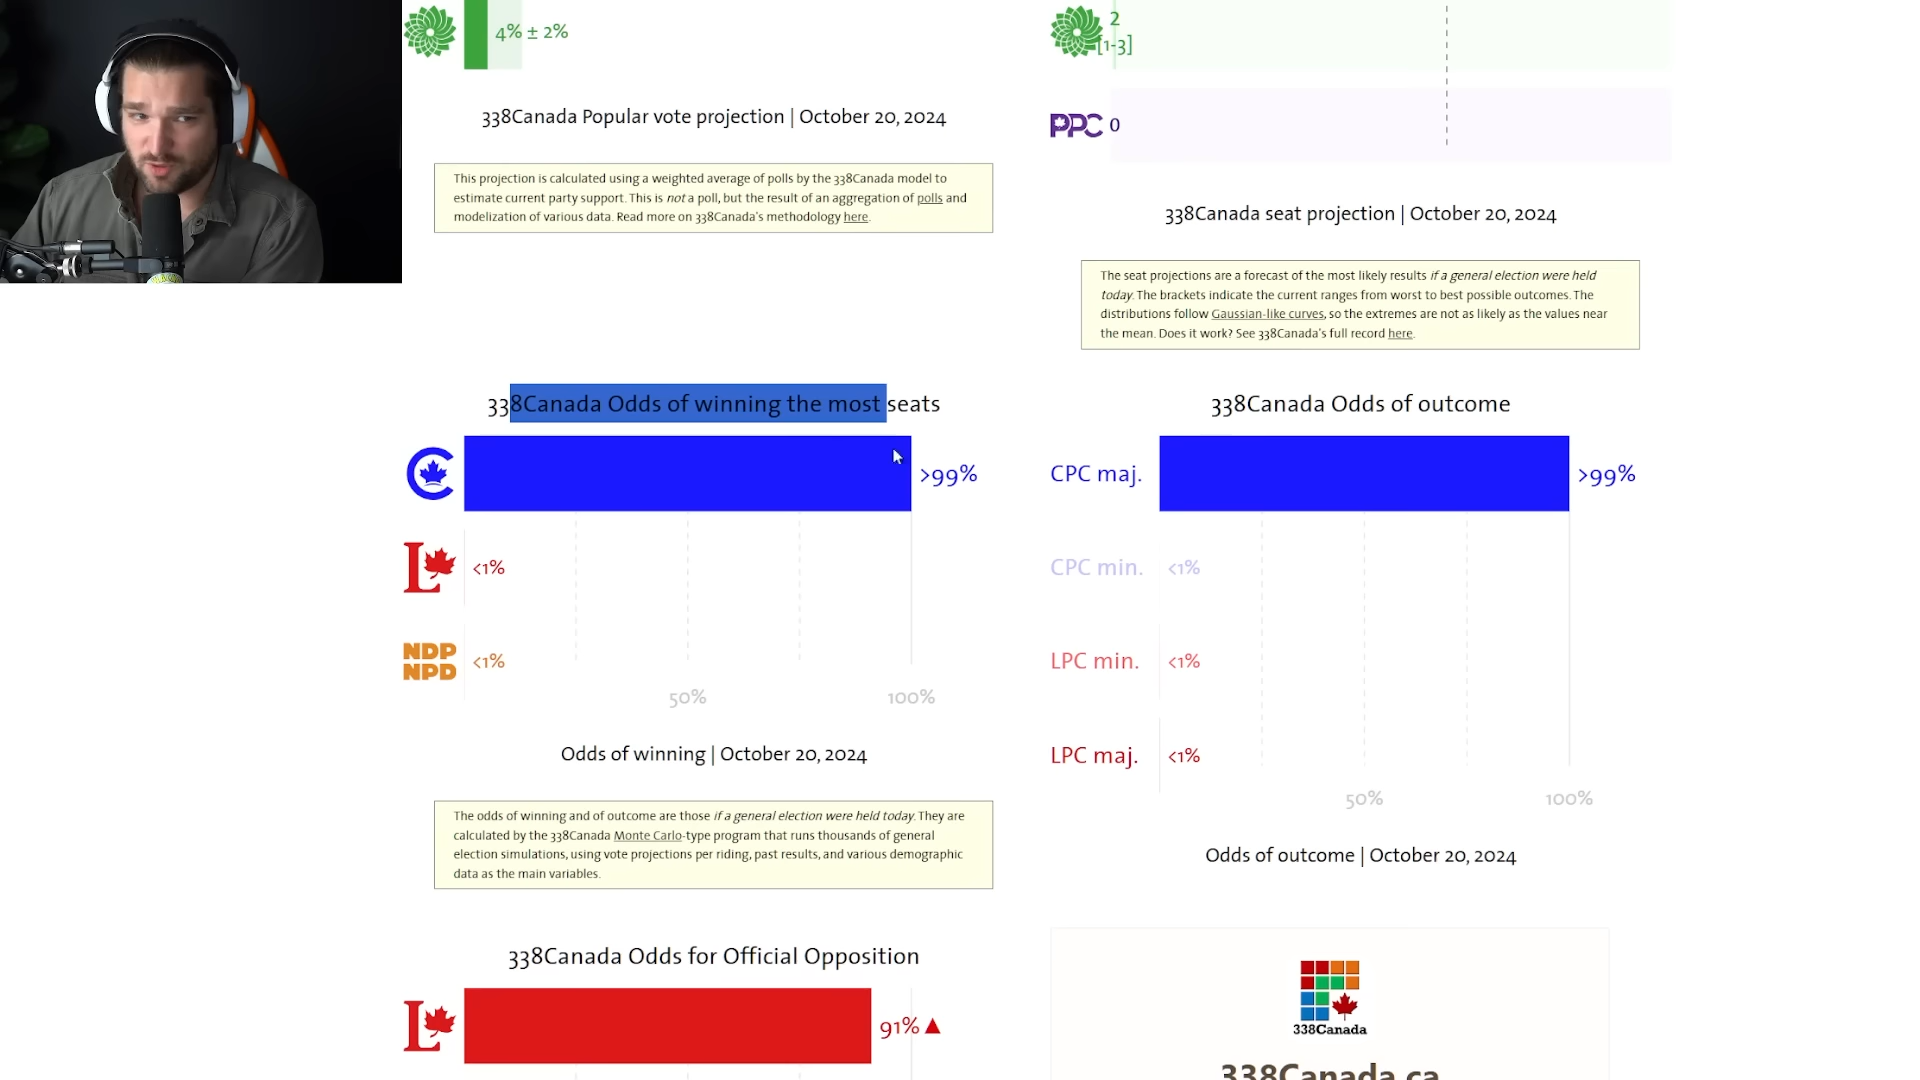 4% ± 2%
338Canada Popular vote projection | October 20, 2024
This projection is calculated using a weighted average of polls by the 338Canada model to
estimate current party support. This is not a poll, but the result of an aggregation of polls and
modelization of various data. Read more on 338Canada's methodology here.
2
[1-3]
PPC 0
338Canada seat projection | October 20, 2024
The seat projections are a forecast of the most likely results if a general election were held
today. The brackets indicate the current ranges from worst to best possible outcomes. The
distributions follow Gaussian-like curves, so the extremes are not as likely as the values near
the mean. Does it work? See 338Canada's full record here.
338Canada Odds of winning the most seats
C >99%
L <1%
NDP
NPD <1%
50% 100%
Odds of winning | October 20, 2024
The odds of winning and of outcome are those if a general election were held today. They are
calculated by the 338Canada Monte Carlo-type program that runs thousands of general
election simulations, using vote projections per riding, past results, and various demographic
data as the main variables.
338Canada Odds of outcome
CPC maj. >99%
CPC min. <1%
LPC min. <1%
LPC maj. <1%
50% 100%
Odds of outcome | October 20, 2024
338Canada Odds for Official Opposition
L 91% ▲
338Canada
338Canada.ca